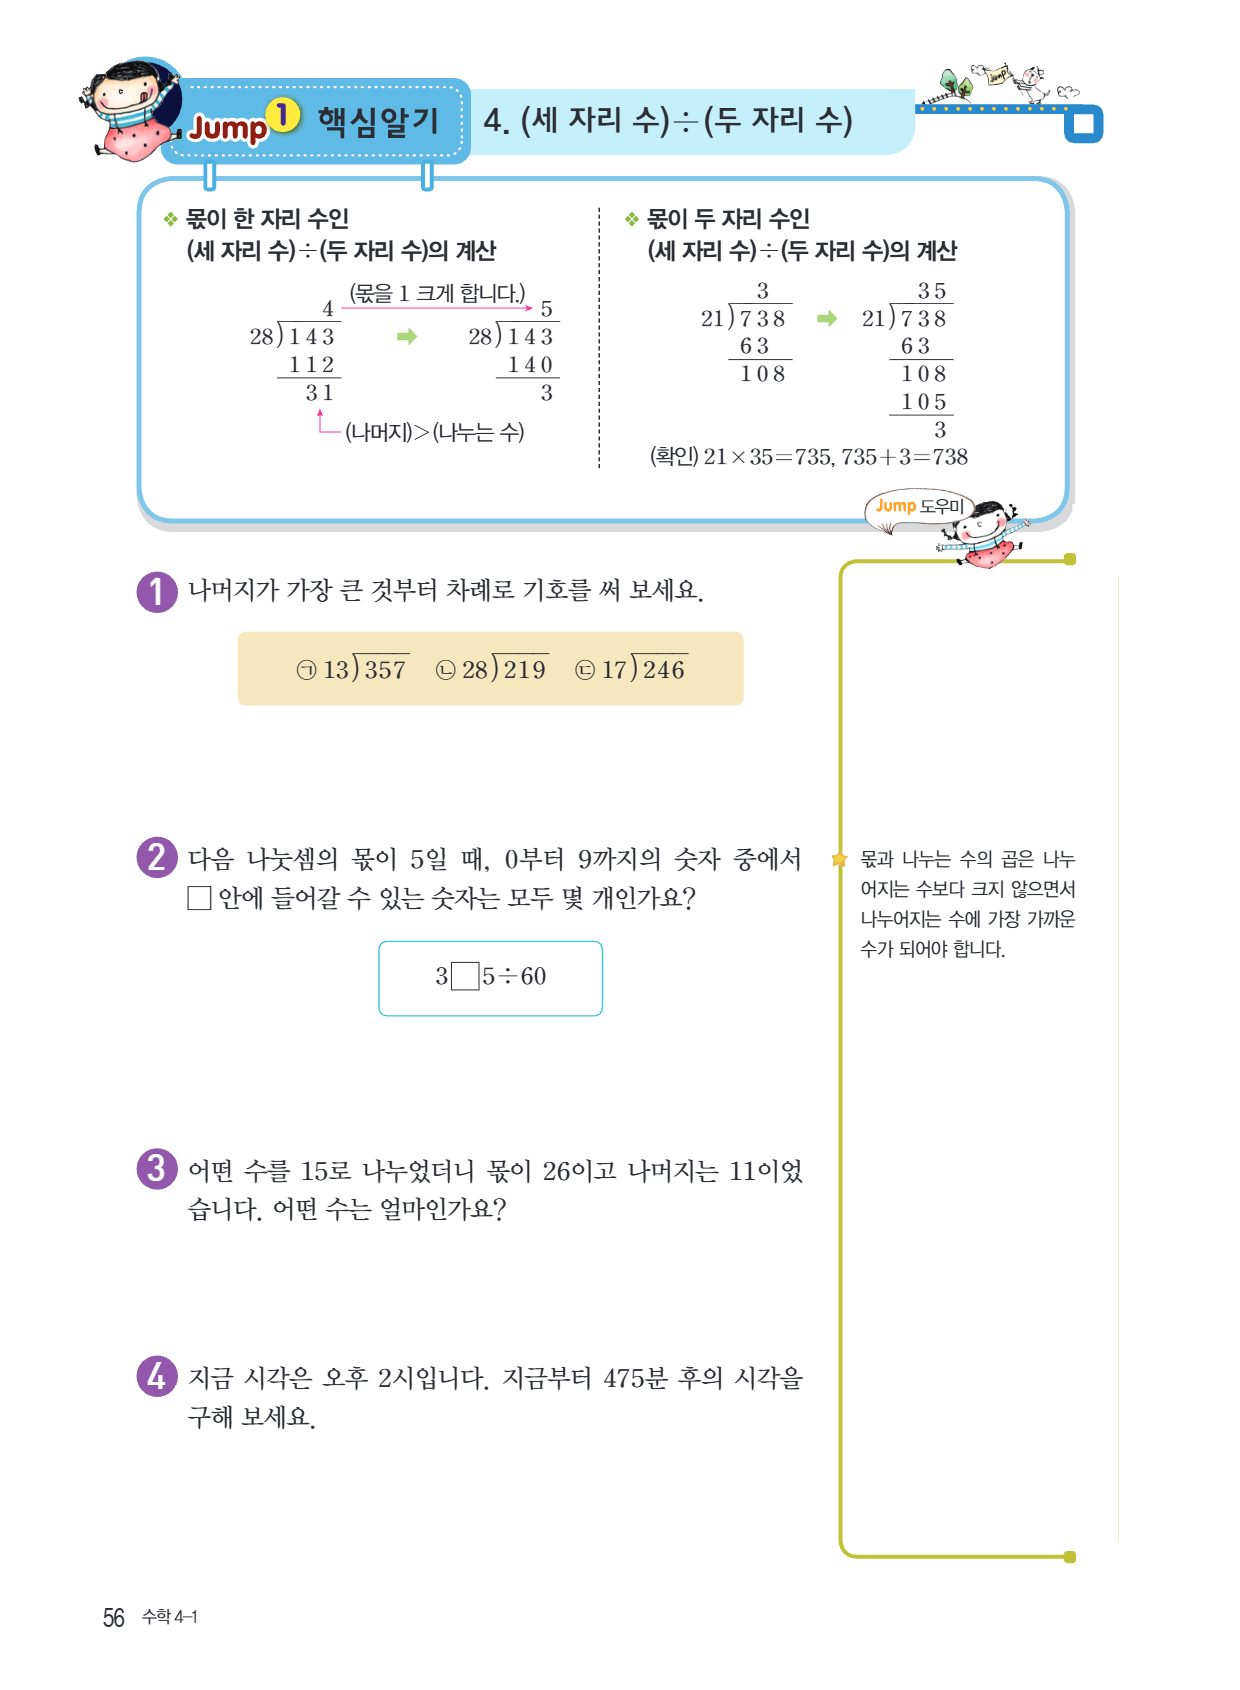 Jump 1 핵심알기 4. (세 자리 수)÷(두 자리 수)
Jump
❖ 몫이 한 자리 수인
(세 자리 수)÷(두 자리 수)의 계산
(몫을 1 크게 합니다.)
4
28)143
112
31
5
28)143
140
3
(나머지)>(나누는 수)
❖ 몫이 두 자리 수인
(세 자리 수)÷(두 자리 수)의 계산
3
21)738
63
108
35
21)738
63
108
105
3
(확인) 21×35=735, 735+3=738
Jump 도우미
1 나머지가 가장 큰 것부터 차례로 기호를 써 보세요.
㉠ 13)357 ㉡ 28)219 ㉢ 17)246
2 다음 나눗셈의 몫이 5일 때, 0부터 9까지의 숫자 중에서
□ 안에 들어갈 수 있는 숫자는 모두 몇 개인가요?
3□5÷60
몫과 나누는 수의 곱은 나누
어지는 수보다 크지 않으면서
나누어지는 수에 가장 가까운
수가 되어야 합니다.
3 어떤 수를 15로 나누었더니 몫이 26이고 나머지는 11이었
습니다. 어떤 수는 얼마인가요?
4 지금 시각은 오후 2시입니다. 지금부터 475분 후의 시각을
구해 보세요.
56 수학 4-1